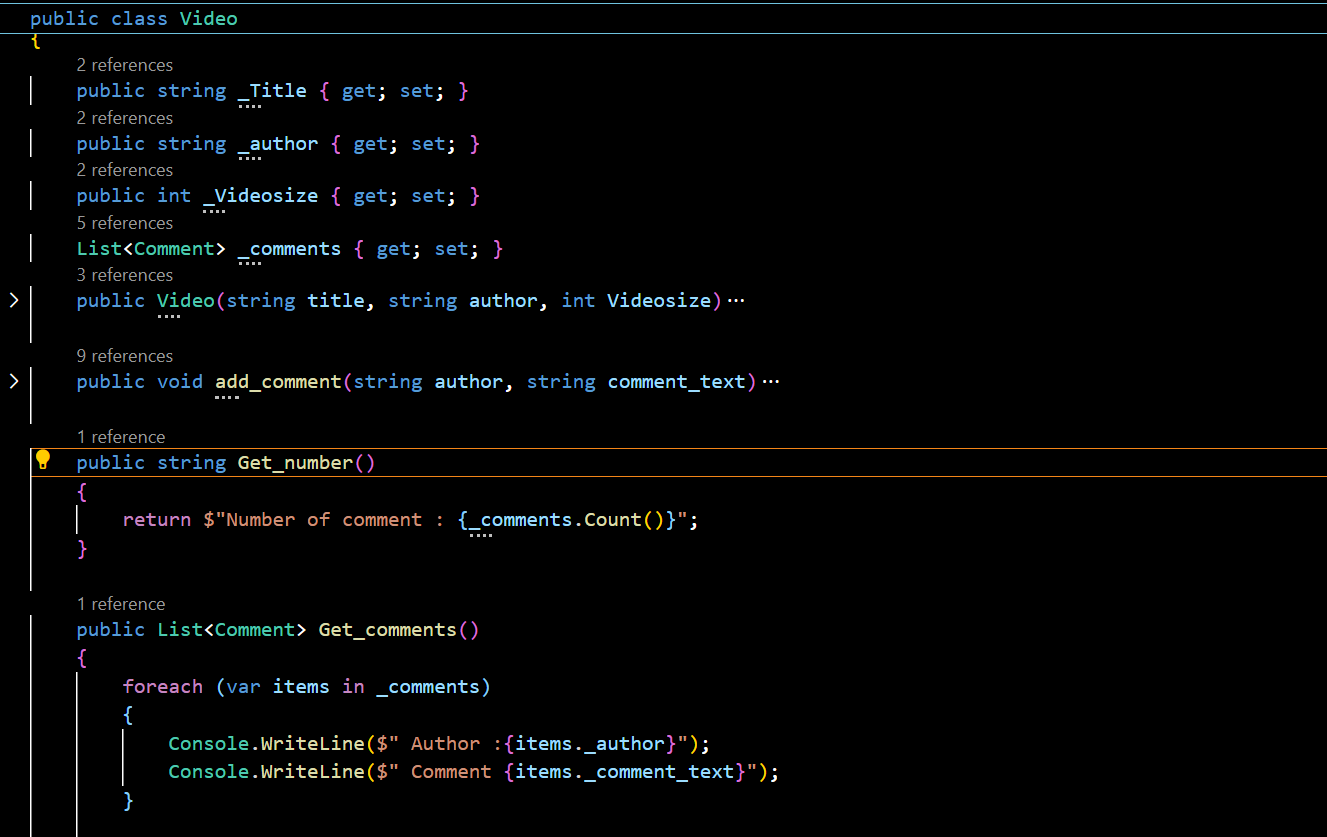 public class Video
{
2 references
public string _Title { get; set; }
2 references
public string _author { get; set; }
2 references
public int _Videosize { get; set; }
5 references
List<Comment> _comments { get; set; }
3 references
public Video(string title, string author, int Videosize)···
9 references
public void add_comment(string author, string comment_text)···
1 reference
public string Get_number()
{
return $"Number of comment : {_comments.Count()}";
}
1 reference
public List<Comment> Get_comments()
{
foreach (var items in _comments)
{
Console.WriteLine($" Author :{items._author}");
Console.WriteLine($" Comment {items._comment_text}");
}